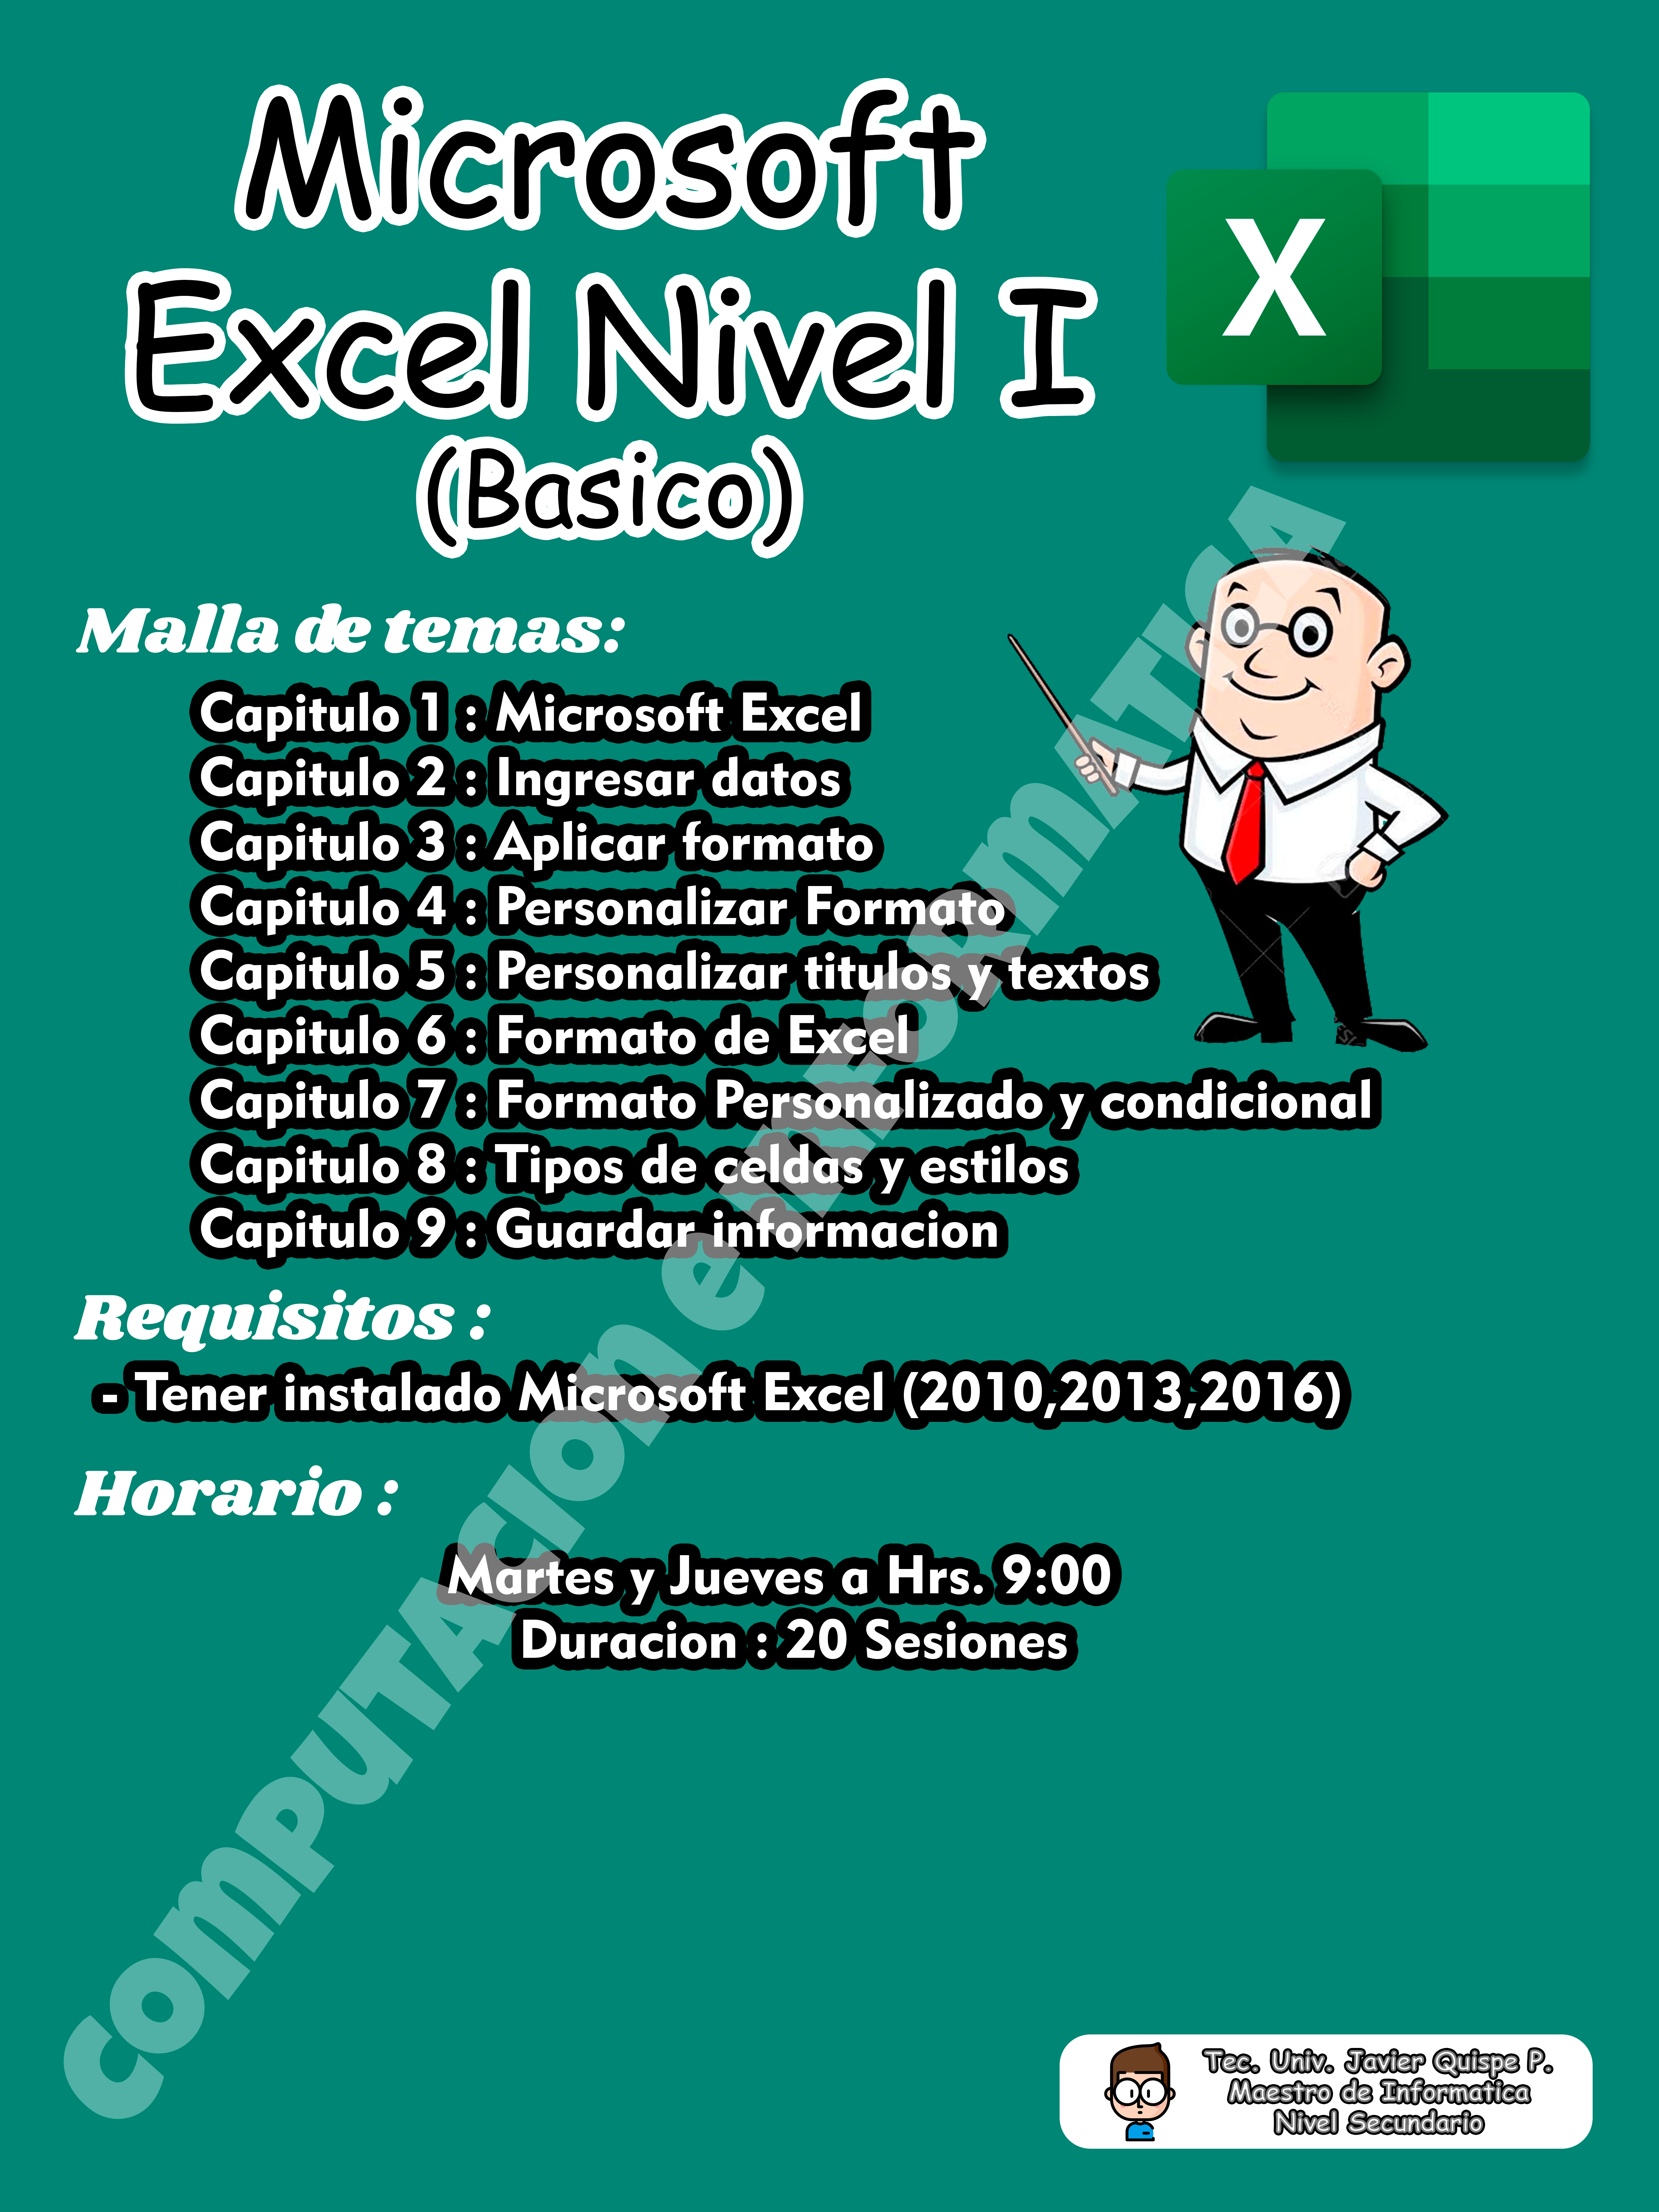 Microsoft
Excel Nivel I
(Basico)
X
Malla de temas:
Capitulo 1 : Microsoft Excel
Capitulo 2 : Ingresar datos
Capitulo 3 : Aplicar formato
Capitulo 4 : Personalizar Formato
Capitulo 5 : Personalizar titulos y textos
Capitulo 6 : Formato de Excel
Capitulo 7 : Formato Personalizado y condicional
Capitulo 8 : Tipos de celdas y estilos
Capitulo 9 : Guardar informacion
Requisitos :
- Tener instalado Microsoft Excel (2010,2013,2016)
Horario :
Martes y Jueves a Hrs. 9:00
Duracion : 20 Sesiones
COMPUTACION e INFORMATICA
Tec. Univ. Javier Quispe P.
Maestro de Informatica
Nivel Secundario